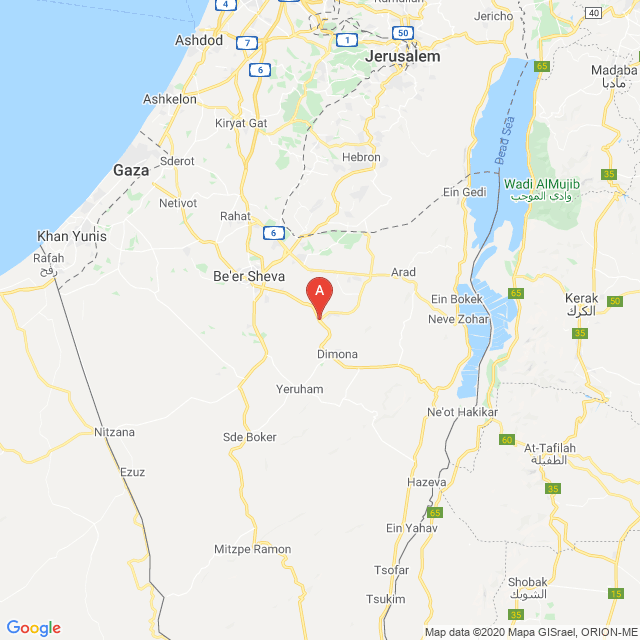 4
Ramallah
Jericho
40
Ashdod
7
1
50
Jerusalem
65
6
Madaba
مادبا
Ashkelon
Kiryat Gat
Dead Sea
Sderot
Hebron
Gaza
35
Wadi AlMujib
وادي الموجب
Ein Gedi
Netivot
Rahat
6
Khan Yunis
Rafah
رفح
Be'er Sheva
Arad
A
65
Ein Bokek
Kerak
الكرك
50
Neve Zohar
35
Dimona
Yeruham
Ne'ot Hakikar
Nitzana
Sde Boker
60
At-Tafilah
الطفيلة
Ezuz
Hazeva
35
65
Ein Yahav
Mitzpe Ramon
Tsofar
Shobak
الشوبك
15
Tsukim
35
Google
Map data ©2020 Mapa GISrael, ORION-ME